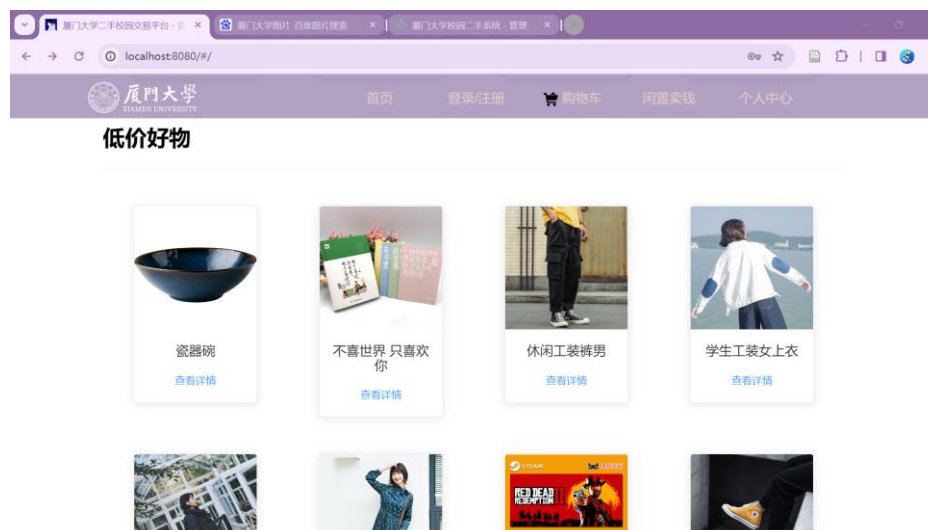 厦门大学二手校园交易平台 -
厦门大学图片 百度图片搜索
厦门大学校园二手系统 - 管理
localhost:8080/#/
厦門大學
XIAMEN UNIVERSITY
首页
登录/注册
购物车
闲置卖钱
个人中心
低价好物
瓷器碗
查看详情
不喜世界 只喜欢
你
查看详情
休闲工装裤男
查看详情
学生工装女上衣
查看详情
STEAM
RED DEAD
REDEMPTION